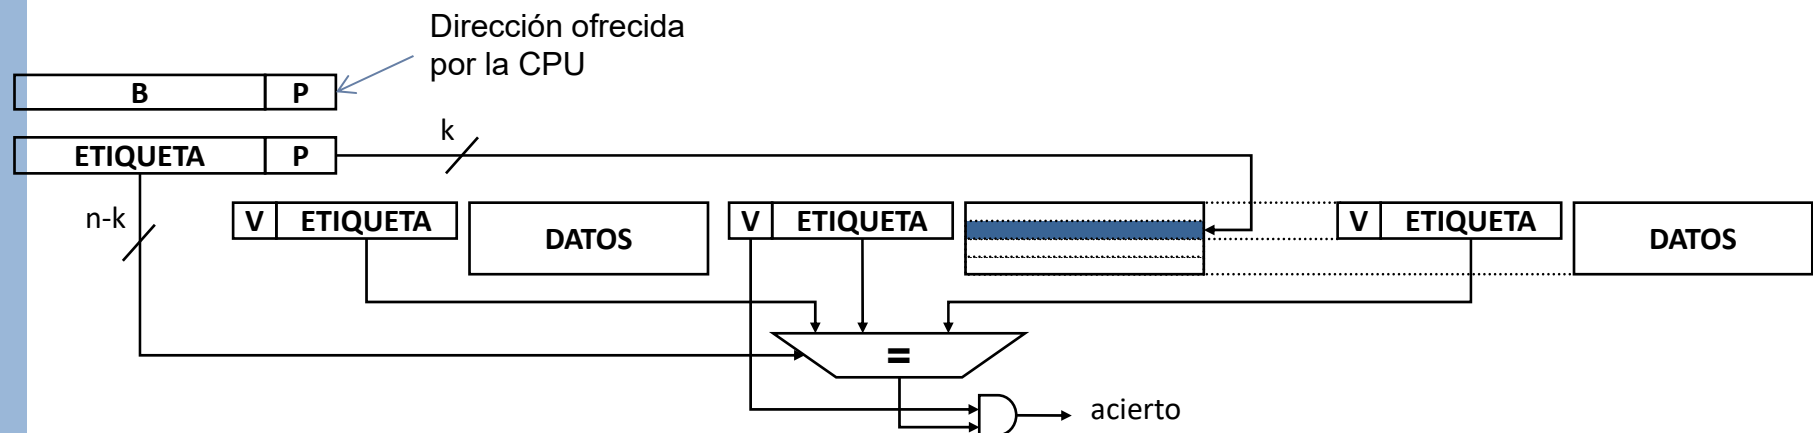 Dirección ofrecida
por la CPU
B P
k
ETIQUETA P
n-k
V ETIQUETA DATOS V ETIQUETA V ETIQUETA DATOS
=
acierto